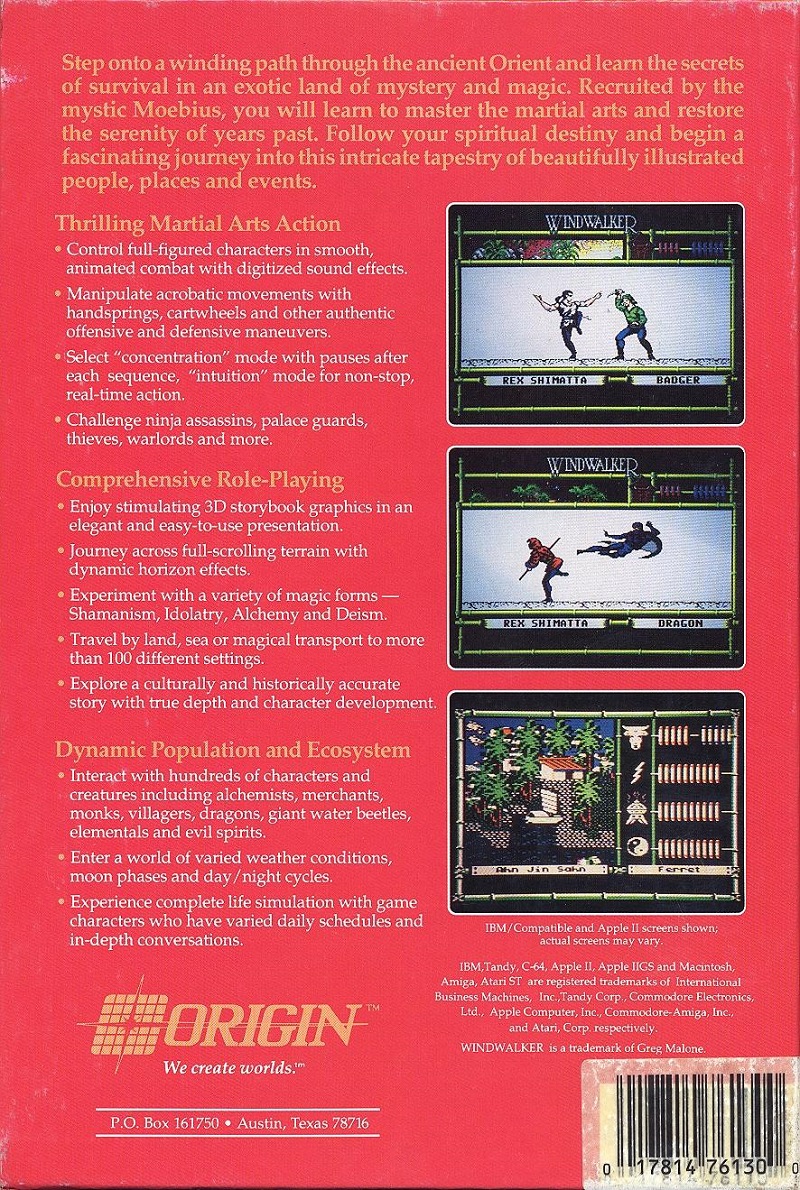 Step onto a winding path through the ancient Orient and learn the secrets
of survival in an exotic land of mystery and magic. Recruited by the
mystic Moebius, you will learn to master the martial arts and restore
the serenity of years past. Follow your spiritual destiny and begin a
fascinating journey into this intricate tapestry of beautifully illustrated
people, places and events.
Thrilling Martial Arts Action
• Control full-figured characters in smooth,
animated combat with digitized sound effects.
• Manipulate acrobatic movements with
handsprings, cartwheels and other authentic
offensive and defensive maneuvers.
• Select “concentration” mode with pauses after
each sequence, “intuition” mode for non-stop,
real-time action.
• Challenge ninja assassins, palace guards,
thieves, warlords and more.
Comprehensive Role-Playing
• Enjoy stimulating 3D storybook graphics in an
elegant and easy-to-use presentation.
• Journey across full-scrolling terrain with
dynamic horizon effects.
• Experiment with a variety of magic forms —
Shamanism, Idolatry, Alchemy and Deism.
• Travel by land, sea or magical transport to more
than 100 different settings.
• Explore a culturally and historically accurate
story with true depth and character development.
Dynamic Population and Ecosystem
• Interact with hundreds of characters and
creatures including alchemists, merchants,
monks, villagers, dragons, giant water beetles,
elementals and evil spirits.
• Enter a world of varied weather conditions,
moon phases and day/night cycles.
• Experience complete life simulation with game
characters who have varied daily schedules and
in-depth conversations.
WINDWALKER
REX SHIMATTA
BADGER
WINDWALKER
REX SHIMATTA
DRAGON
Ahn Jin Sahn
Ferret
IBM/Compatible and Apple II screens shown;
actual screens may vary.
IBM,Tandy, C-64, Apple II, Apple IIGS and Macintosh,
Amiga, Atari ST are registered trademarks of International
Business Machines, Inc.,Tandy Corp., Commodore Electronics,
Ltd., Apple Computer, Inc., Commodore-Amiga, Inc.,
and Atari, Corp. respectively.
WINDWALKER is a trademark of Greg Malone.
ORIGIN™
We create worlds.™
P.O. Box 161750 • Austin, Texas 78716
0 17814 76130 0